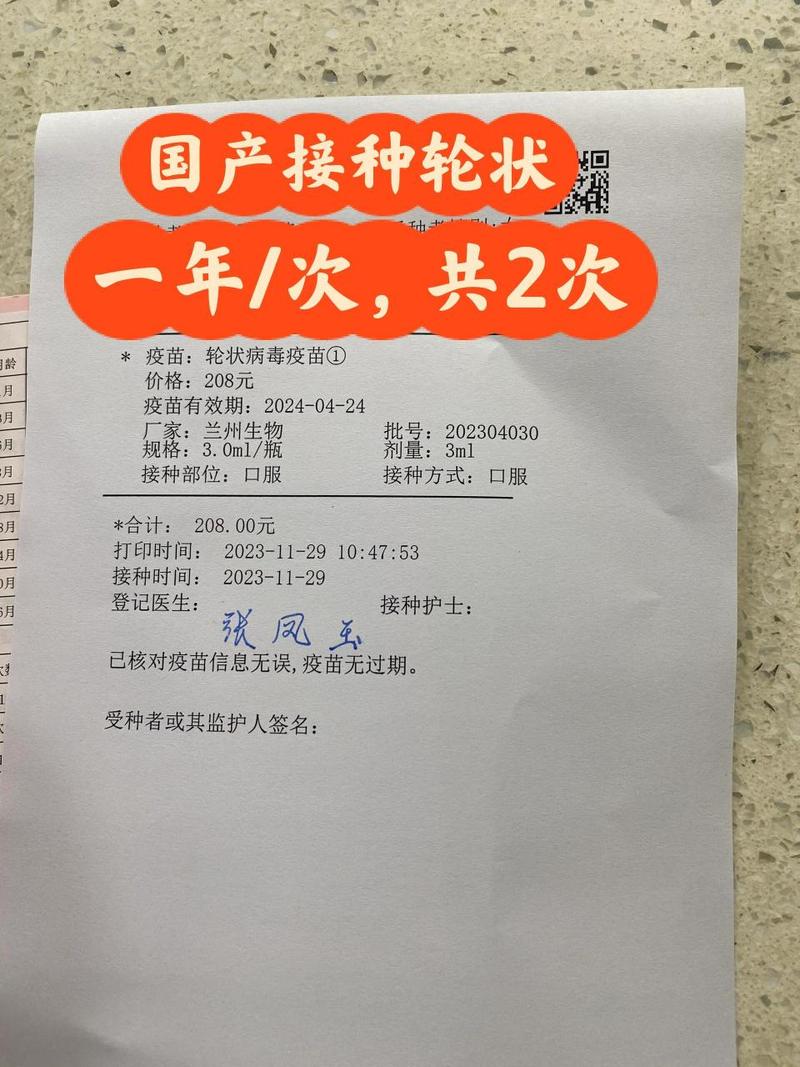 国产接种轮状
一年/次，共2次
* 疫苗：轮状病毒疫苗①
价格：208元
疫苗有效期：2024-04-24
厂家：兰州生物 批号：202304030
规格：3.0ml/瓶 剂量：3ml
接种部位：口服 接种方式：口服
*合计： 208.00元
打印时间： 2023-11-29 10:47:53
接种时间： 2023-11-29
登记医生： 接种护士：
张凤玉
已核对疫苗信息无误,疫苗无过期。
受种者或其监护人签名：
月龄